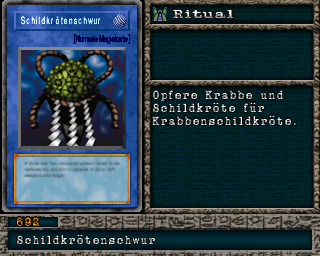 Schildkrötenschwur
[Normale Magiekarte]
Ritual
Opfere Krabbe und
Schildkröte für
Krabbenschildkröte.
692
Schildkrötenschwur